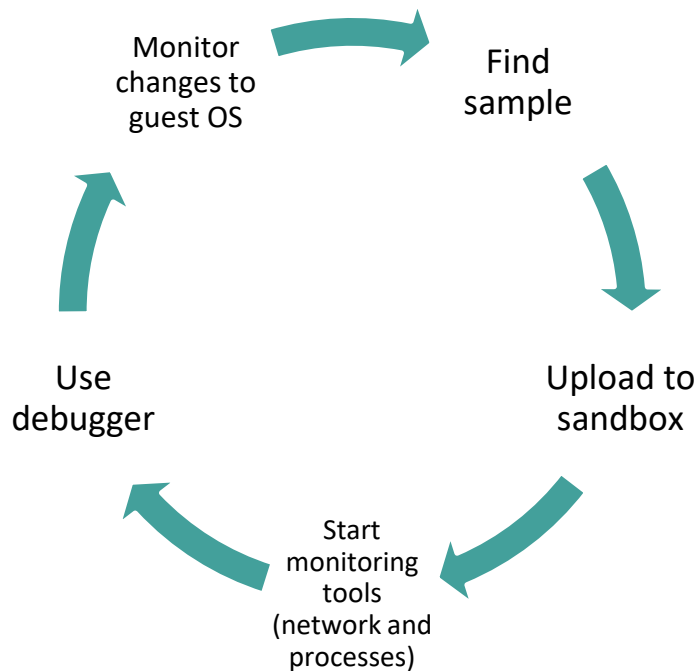 Monitor
changes to
guest OS
Find
sample
Upload to
sandbox
Start
monitoring
tools
(network and
processes)
Use
debugger